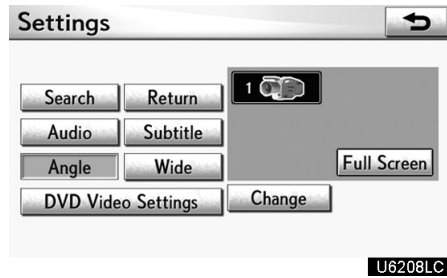 Settings
1
Search Return
Audio Subtitle
Angle Wide Full Screen
DVD Video Settings Change
U6208LC